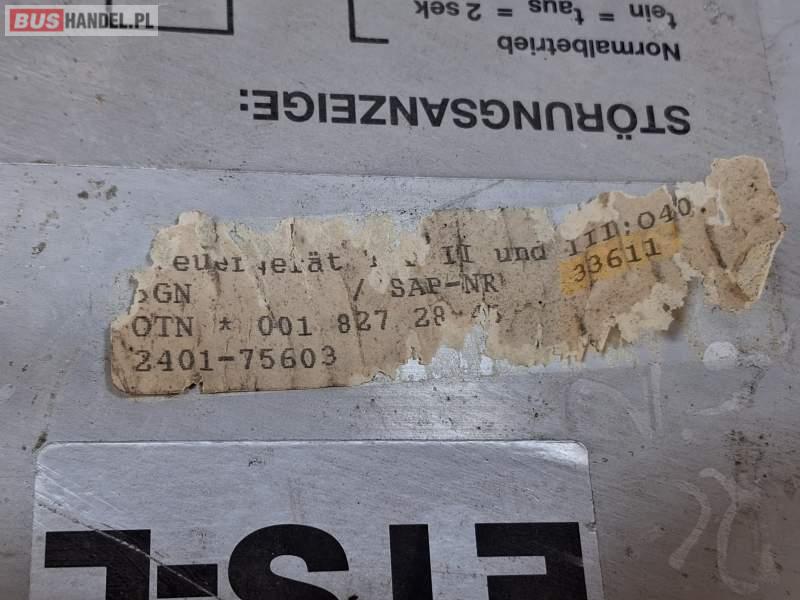 BUSHANDEL.PL
tein = taus = 2 sek
Normalbetrieb
STÖRUNGSANZEIGE:
II und III:040.
33611
/ SAP-NR
OTN * 001 827 28
2401-75603